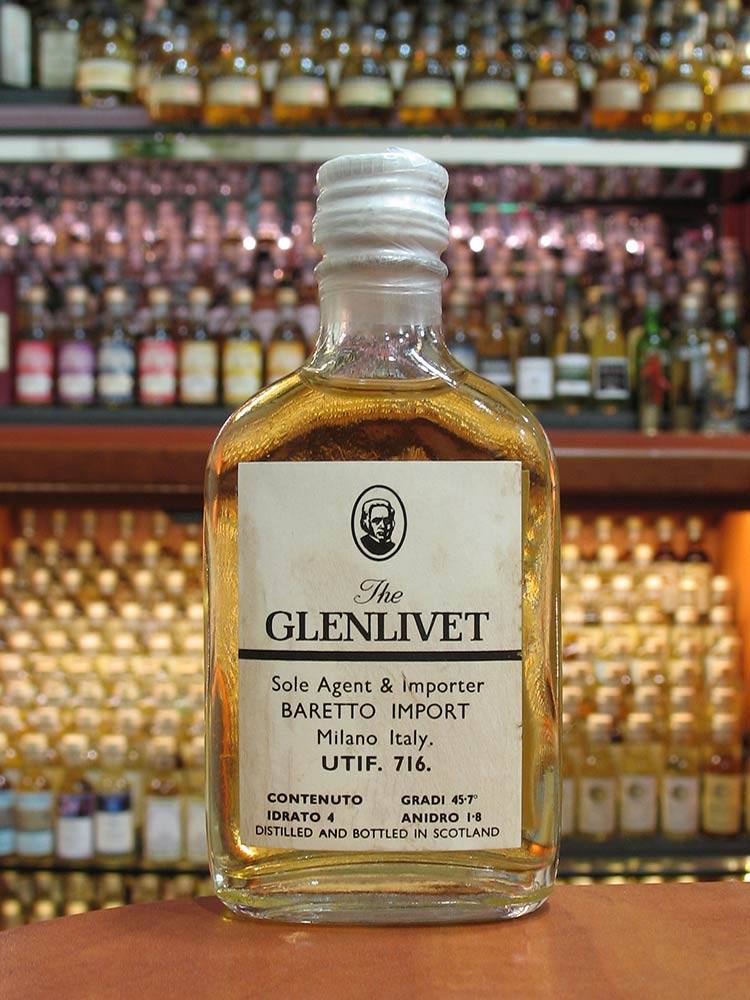 The
GLENLIVET
Sole Agent & Importer
BARETTO IMPORT
Milano Italy.
UTIF. 716.
CONTENUTO GRADI 45·7°
IDRATO 4 ANIDRO 1·8
DISTILLED AND BOTTLED IN SCOTLAND